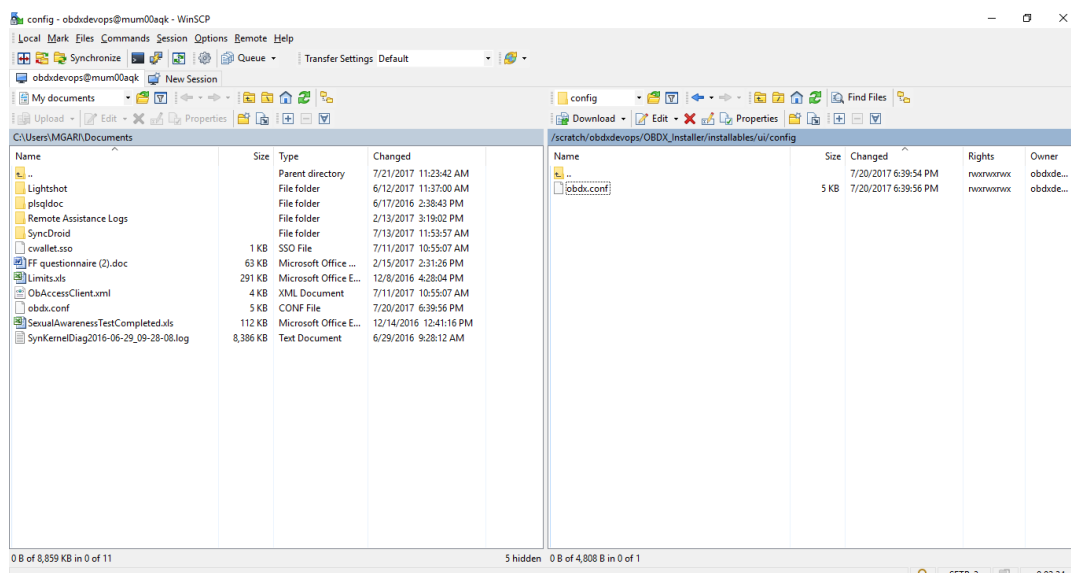 config - obdxdevops@mum00aqk - WinSCP
Local Mark Files Commands Session Options Remote Help
Synchronize Queue Transfer Settings Default
obdxdevops@mum00aqk New Session
My documents config Find Files
Upload Edit Properties Download Edit Properties
C:\Users\MGARI\Documents /scratch/obdxdevops/OBDX_Installer/installables/ui/config
Name Size Type Changed Name Size Changed Rights Owner
.. Parent directory 7/21/2017 11:23:42 AM .. 7/20/2017 6:39:54 PM rwxrwxrwx obdxde...
Lightshot File folder 6/12/2017 11:37:00 AM obdx.conf 5 KB 7/20/2017 6:39:56 PM rwxrwxrwx obdxde...
plsqldoc File folder 6/17/2016 2:38:43 PM
Remote Assistance Logs File folder 2/13/2017 3:19:02 PM
SyncDroid File folder 7/13/2017 11:53:57 AM
cwallet.sso 1 KB SSO File 7/11/2017 10:55:07 AM
FF questionnaire (2).doc 63 KB Microsoft Office ... 2/15/2017 2:31:26 PM
Limits.xls 291 KB Microsoft Office E... 12/8/2016 4:28:04 PM
ObAccessClient.xml 4 KB XML Document 7/11/2017 10:55:07 AM
obdx.conf 5 KB CONF File 7/20/2017 6:39:56 PM
SexualAwarenessTestCompleted.xls 112 KB Microsoft Office E... 12/14/2016 12:41:16 PM
SynKernelDiag2016-06-29_09-28-08.log 8,386 KB Text Document 6/29/2016 9:28:12 AM
0 B of 8,859 KB in 0 of 11 5 hidden 0 B of 4,808 B in 0 of 1